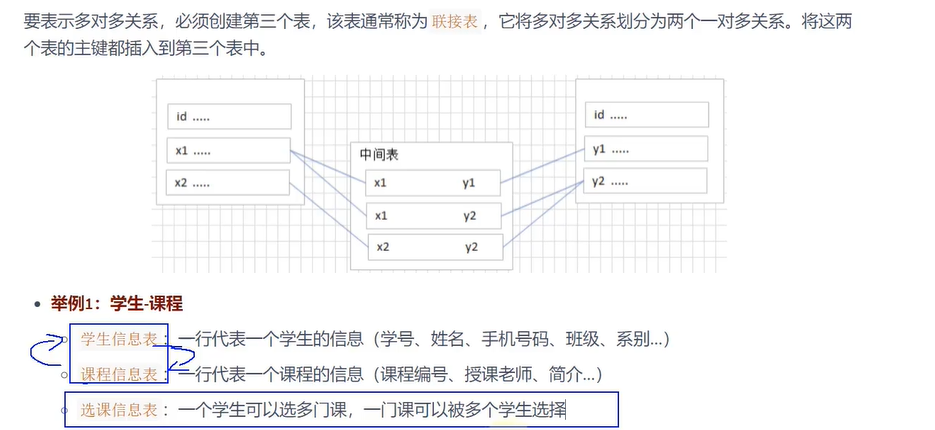 要表示多对多关系，必须创建第三个表，该表通常称为 联接表 ，它将多对多关系划分为两个一对多关系。将这两
个表的主键都插入到第三个表中。
id .....
x1 .....
x2 .....
中间表
x1 y1
x1 y2
x2 y2
id .....
y1 .....
y2 .....
• 举例1：学生-课程
○ 学生信息表 ：一行代表一个学生的信息（学号、姓名、手机号码、班级、系别...）
○ 课程信息表 ：一行代表一个课程的信息（课程编号、授课老师、简介...）
○ 选课信息表 ：一个学生可以选多门课，一门课可以被多个学生选择